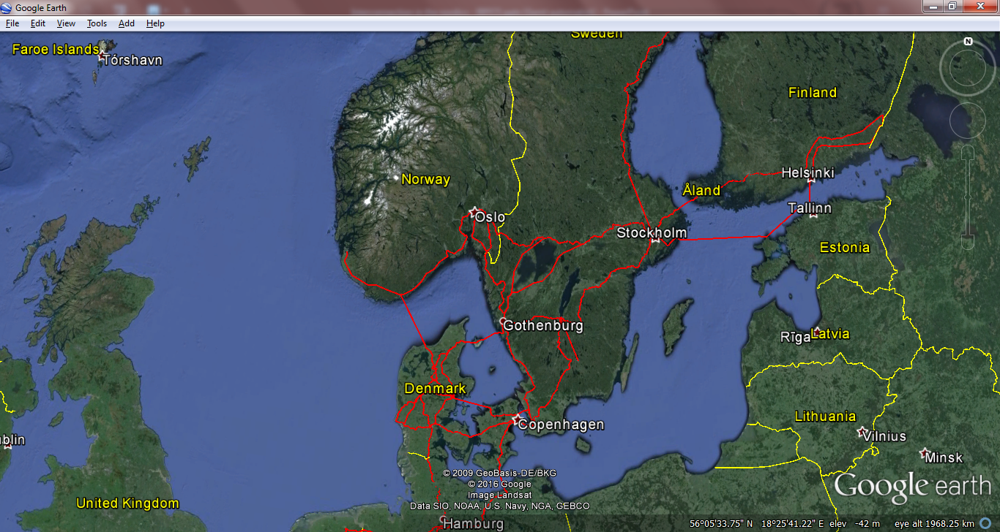 Google Earth
File Edit View Tools Add Help
Sweden
N
Faroe Islands
Tórshavn
Finland
Helsinki
Norway
Åland
Tallinn
Oslo
Stockholm
Estonia
Gothenburg
Rīga
Latvia
Denmark
Lithuania
Copenhagen
Vilnius
blin
Minsk
© 2009 GeoBasis-DE/BKG
© 2016 Google
Image Landsat
Data SIO, NOAA, U.S. Navy, NGA, GEBCO
Google earth
United Kingdom
Hamburg
56°05'33.75" N 18°25'41.22" E elev -42 m eye alt 1968.25 km